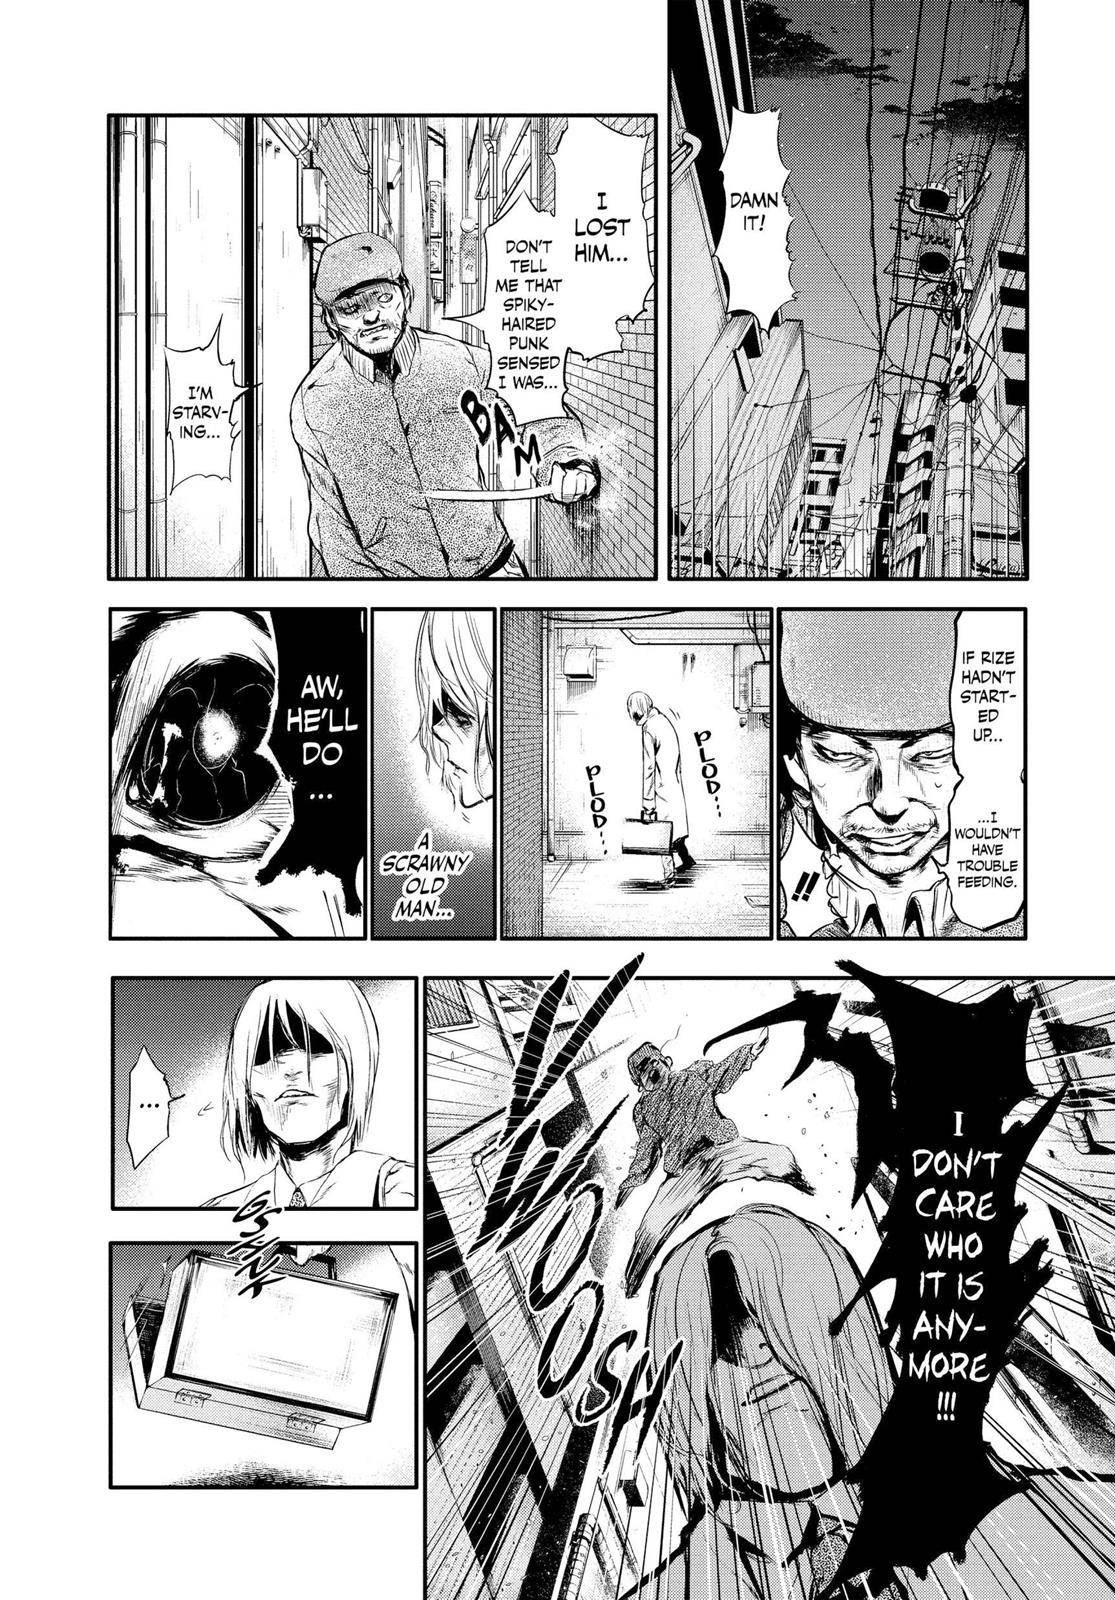 DAMN
IT!
I
LOST
HIM...
DON'T
TELL
ME THAT
SPIKY-
HAIRED
PUNK
SENSED
I WAS...
BAM
I'M
STARV-
ING...
IF RIZE
HADN'T
START-
ED
UP...
...I
WOULDN'T
HAVE
TROUBLE
FEEDING.
!!
PLOD...
PLOD...
A
SCRAWNY
OLD
MAN...
AW,
HE'LL
DO
...
I
DON'T
CARE
WHO
IT IS
ANY-
MORE
!!!
WHOOOSH
...